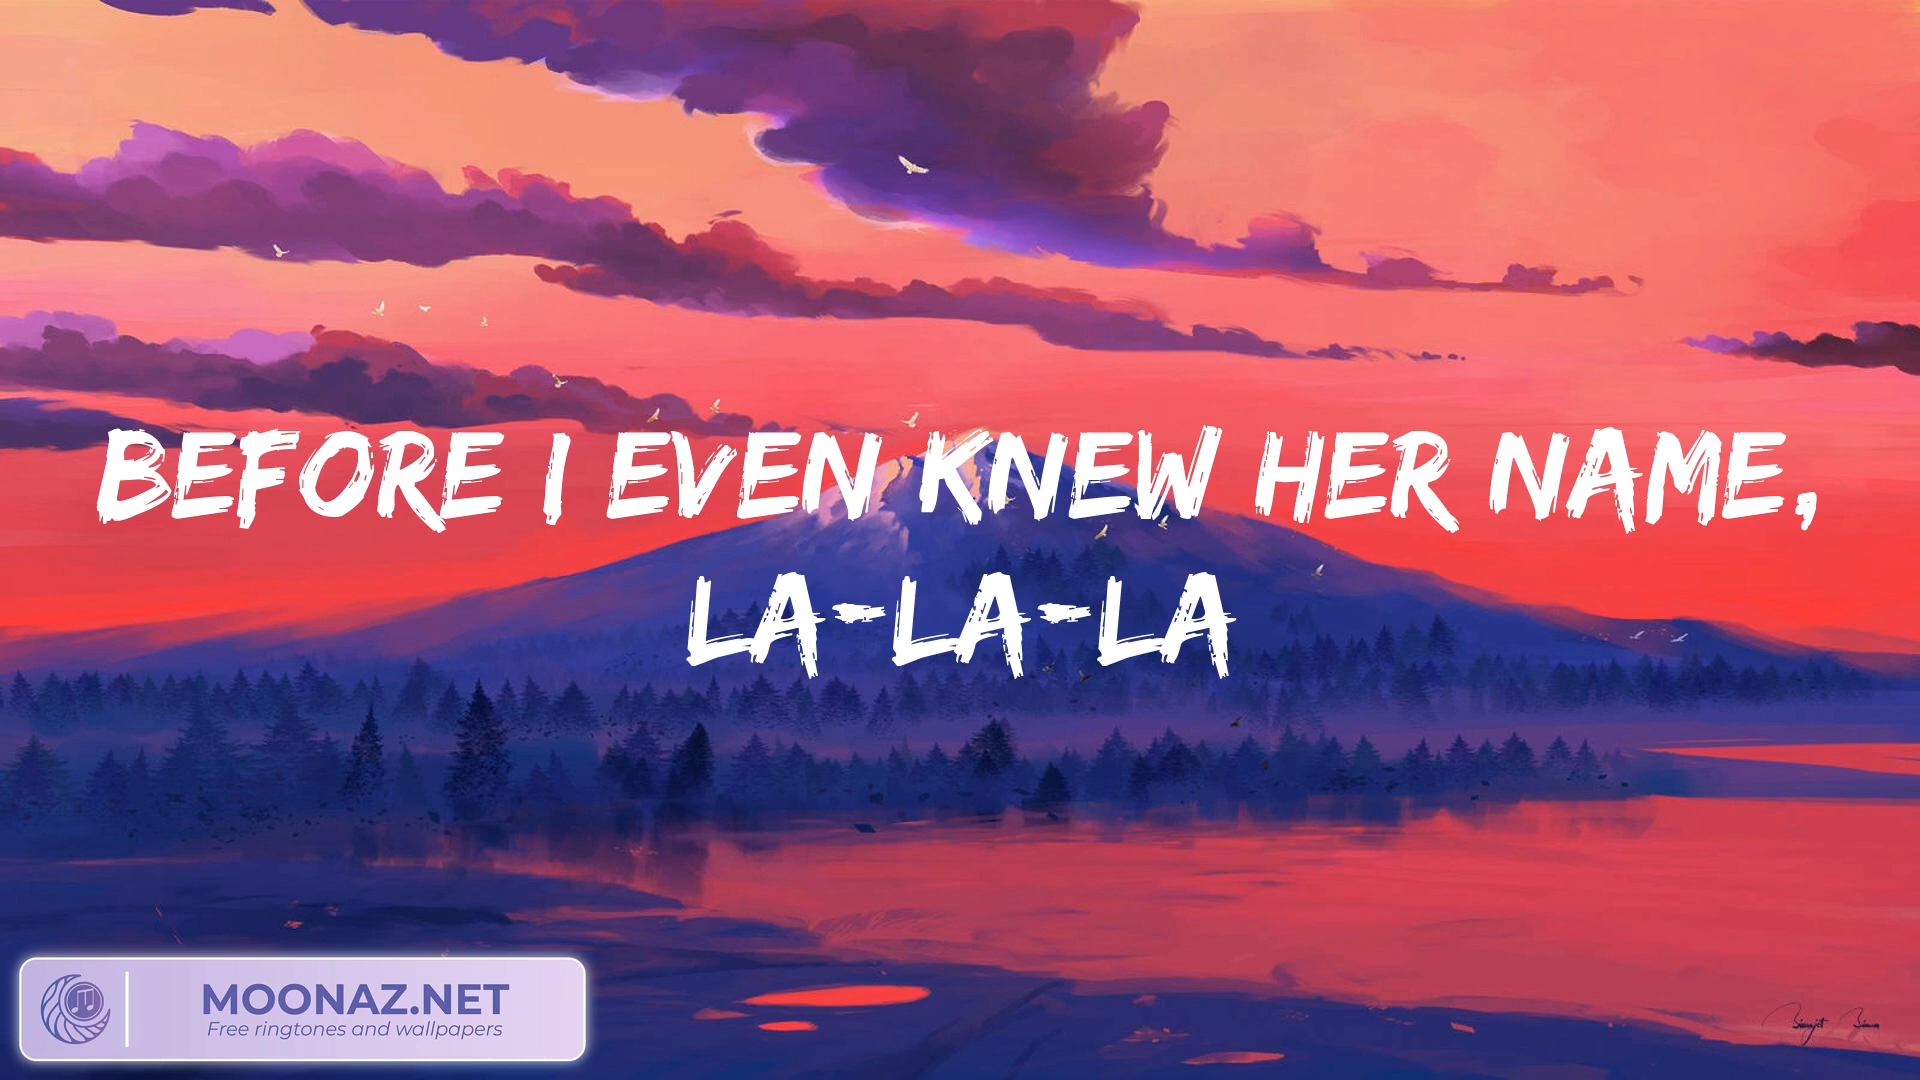 BEFORE I EVEN KNEW HER NAME,
LA-LA-LA
MOONAZ.NET
Free ringtones and wallpapers